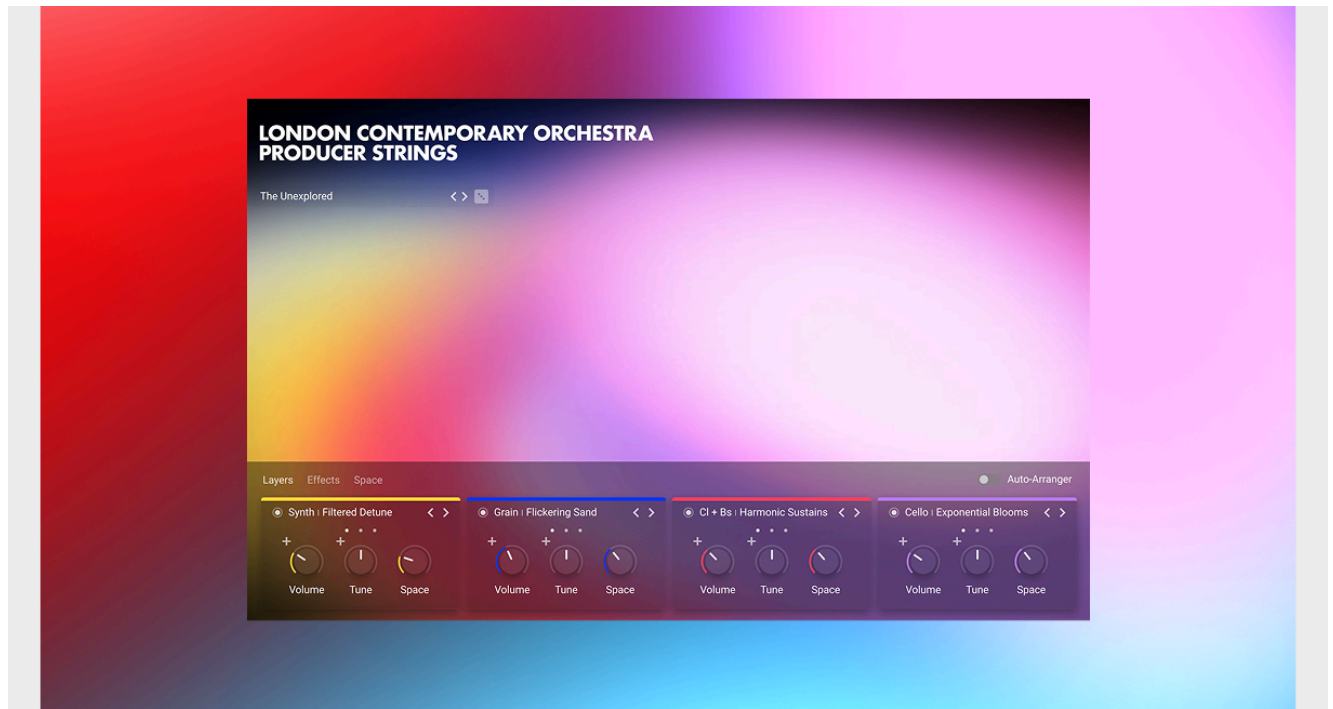 LONDON CONTEMPORARY ORCHESTRA
PRODUCER STRINGS
The Unexplored
Layers Effects Space Auto-Arranger
Synth | Filtered Detune Grain | Flickering Sand Cl + Bs | Harmonic Sustains Cello | Exponential Blooms
Volume Tune Space Volume Tune Space Volume Tune Space Volume Tune Space